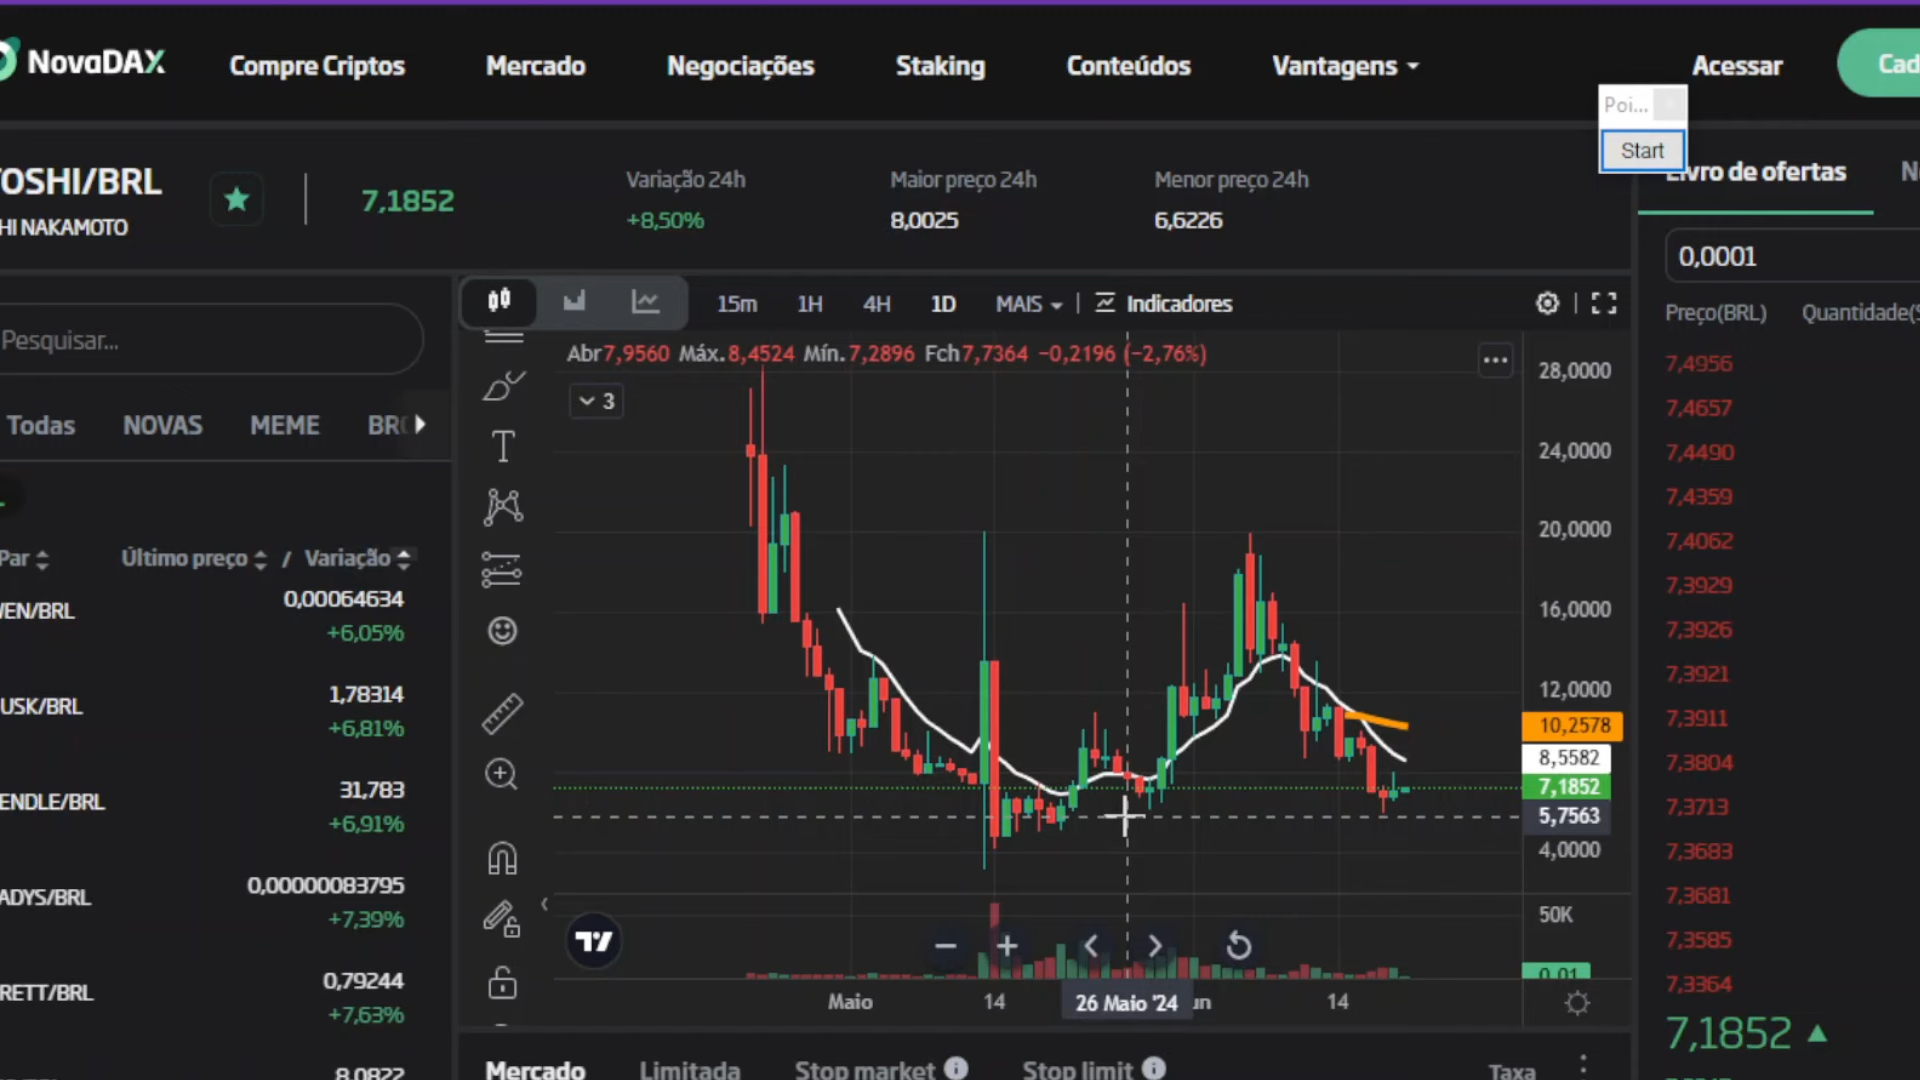 NovaDAX
Compre Criptos
Mercado
Negociações
Staking
Conteúdos
Vantagens
Acessar
Cad
Poi...
Start
OSHI/BRL
HI NAKAMOTO
7,1852
Variação 24h
+8,50%
Maior preço 24h
8,0025
Menor preço 24h
6,6226
Livro de ofertas
N
0,0001
Preço(BRL)
Quantidade(S
Pesquisar...
Todas
NOVAS
MEME
BRC
Par
Último preço / Variação
EN/BRL
0,00064634
+6,05%
USK/BRL
1,78314
+6,81%
ENDLE/BRL
31,783
+6,91%
ADYS/BRL
0,00000083795
+7,39%
RETT/BRL
0,79244
+7,63%
8,0822
15m
1H
4H
1D
MAIS
Indicadores
Abr7,9560 Máx.8,4524 Mín.7,2896 Fch7,7364 −0,2196 (−2,76%)
3
28,0000
24,0000
20,0000
16,0000
12,0000
10,2578
8,5582
7,1852
5,7563
4,0000
50K
0,01
Maio
14
26 Maio '24
un
14
Mercado
Limitada
Stop market
Stop limit
Taxa
7,4956
7,4657
7,4490
7,4359
7,4062
7,3929
7,3926
7,3921
7,3911
7,3804
7,3713
7,3683
7,3681
7,3585
7,3364
7,1852